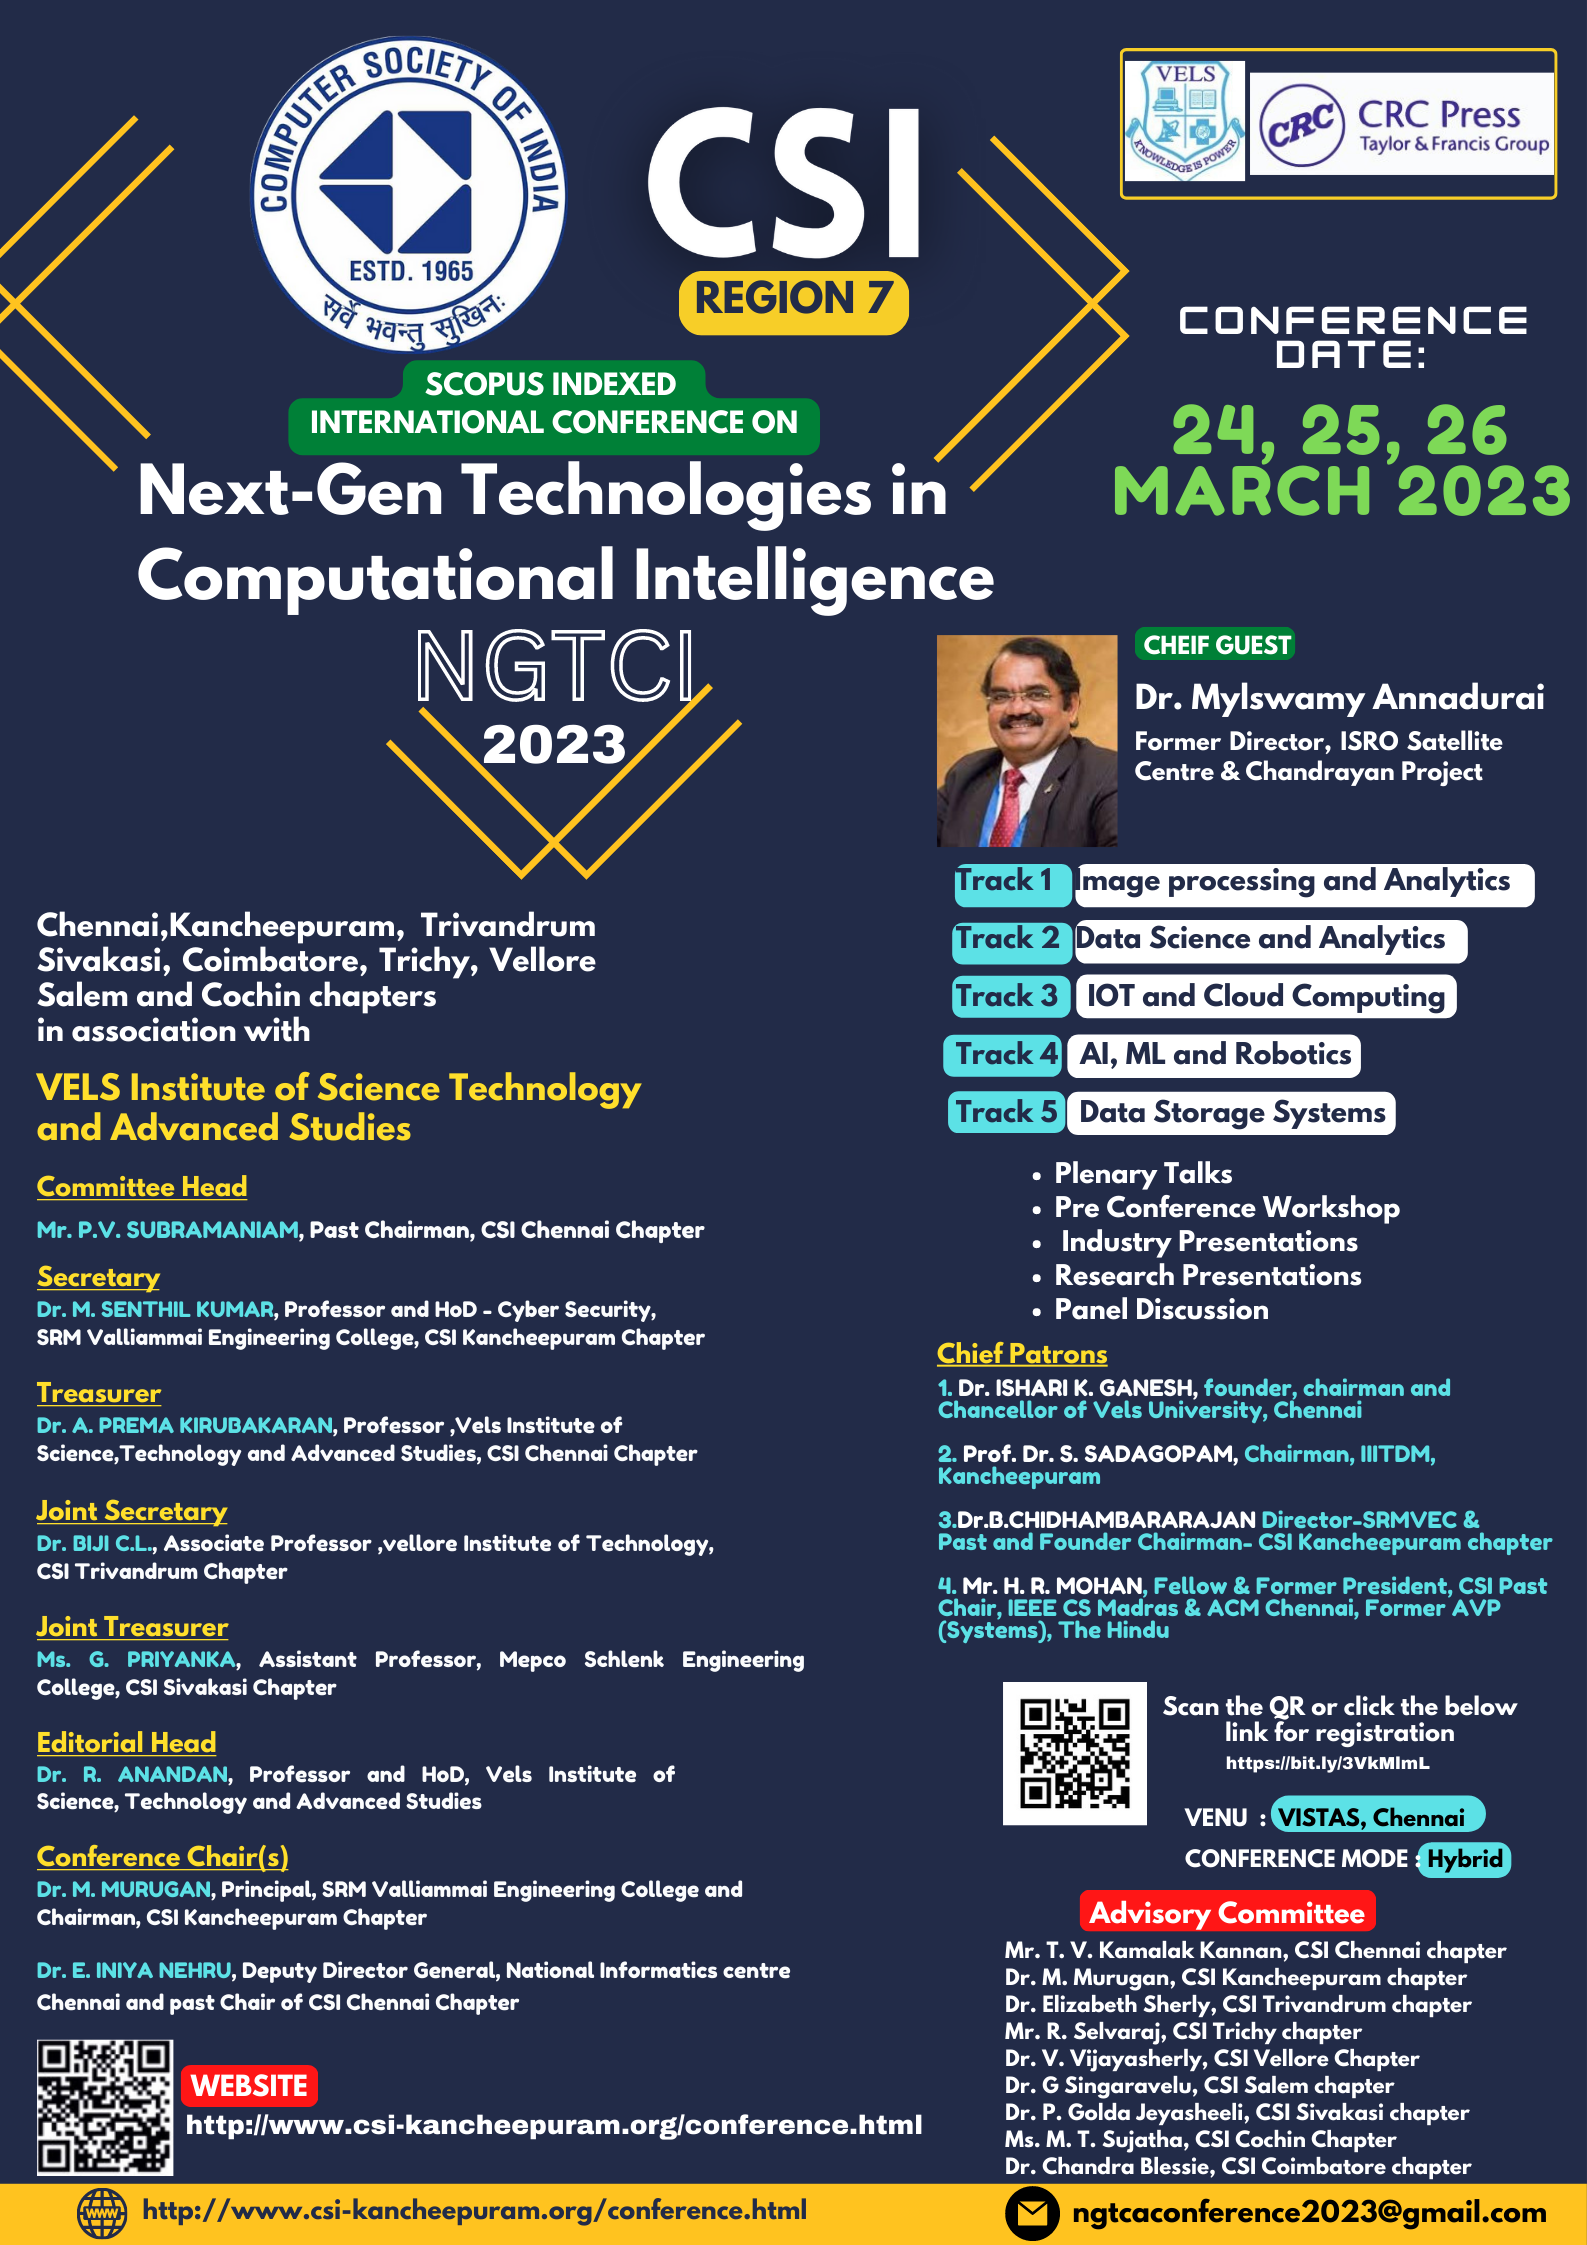 COMPUTER SOCIETY OF INDIA
ESTD. 1965
सर्वे भवन्तु सुखिनः
CSI
REGION 7
VELS
KNOWLEDGE IS POWER
CRC
CRC Press
Taylor & Francis Group
SCOPUS INDEXED
INTERNATIONAL CONFERENCE ON
Next-Gen Technologies in
Computational Intelligence
NGTCI
2023
CONFERENCE
DATE:
24, 25, 26
MARCH 2023
CHEIF GUEST
Dr. Mylswamy Annadurai
Former Director, ISRO Satellite
Centre & Chandrayan Project
Track 1 Image processing and Analytics
Track 2 Data Science and Analytics
Track 3 IOT and Cloud Computing
Track 4 AI, ML and Robotics
Track 5 Data Storage Systems
• Plenary Talks
• Pre Conference Workshop
• Industry Presentations
• Research Presentations
• Panel Discussion
Chief Patrons
1. Dr. ISHARI K. GANESH, founder, chairman and
Chancellor of Vels University, Chennai
2. Prof. Dr. S. SADAGOPAM, Chairman, IIITDM,
Kancheepuram
3.Dr.B.CHIDHAMBARARAJAN Director-SRMVEC &
Past and Founder Chairman- CSI Kancheepuram chapter
4. Mr. H. R. MOHAN, Fellow & Former President, CSI Past
Chair, IEEE CS Madras & ACM Chennai, Former AVP
(Systems), The Hindu
Scan the QR or click the below
link for registration
https://bit.ly/3VkMlmL
VENU : VISTAS, Chennai
CONFERENCE MODE : Hybrid
Advisory Committee
Mr. T. V. Kamalak Kannan, CSI Chennai chapter
Dr. M. Murugan, CSI Kancheepuram chapter
Dr. Elizabeth Sherly, CSI Trivandrum chapter
Mr. R. Selvaraj, CSI Trichy chapter
Dr. V. Vijayasherly, CSI Vellore Chapter
Dr. G Singaravelu, CSI Salem chapter
Dr. P. Golda Jeyasheeli, CSI Sivakasi chapter
Ms. M. T. Sujatha, CSI Cochin Chapter
Dr. Chandra Blessie, CSI Coimbatore chapter
Chennai,Kancheepuram, Trivandrum
Sivakasi, Coimbatore, Trichy, Vellore
Salem and Cochin chapters
in association with
VELS Institute of Science Technology
and Advanced Studies
Committee Head
Mr. P.V. SUBRAMANIAM, Past Chairman, CSI Chennai Chapter
Secretary
Dr. M. SENTHIL KUMAR, Professor and HoD - Cyber Security,
SRM Valliammai Engineering College, CSI Kancheepuram Chapter
Treasurer
Dr. A. PREMA KIRUBAKARAN, Professor ,Vels Institute of
Science,Technology and Advanced Studies, CSI Chennai Chapter
Joint Secretary
Dr. BIJI C.L., Associate Professor ,vellore Institute of Technology,
CSI Trivandrum Chapter
Joint Treasurer
Ms. G. PRIYANKA, Assistant Professor, Mepco Schlenk Engineering
College, CSI Sivakasi Chapter
Editorial Head
Dr. R. ANANDAN, Professor and HoD, Vels Institute of
Science, Technology and Advanced Studies
Conference Chair(s)
Dr. M. MURUGAN, Principal, SRM Valliammai Engineering College and
Chairman, CSI Kancheepuram Chapter
Dr. E. INIYA NEHRU, Deputy Director General, National Informatics centre
Chennai and past Chair of CSI Chennai Chapter
WEBSITE
http://www.csi-kancheepuram.org/conference.html
WWW
http://www.csi-kancheepuram.org/conference.html
ngtcaconference2023@gmail.com